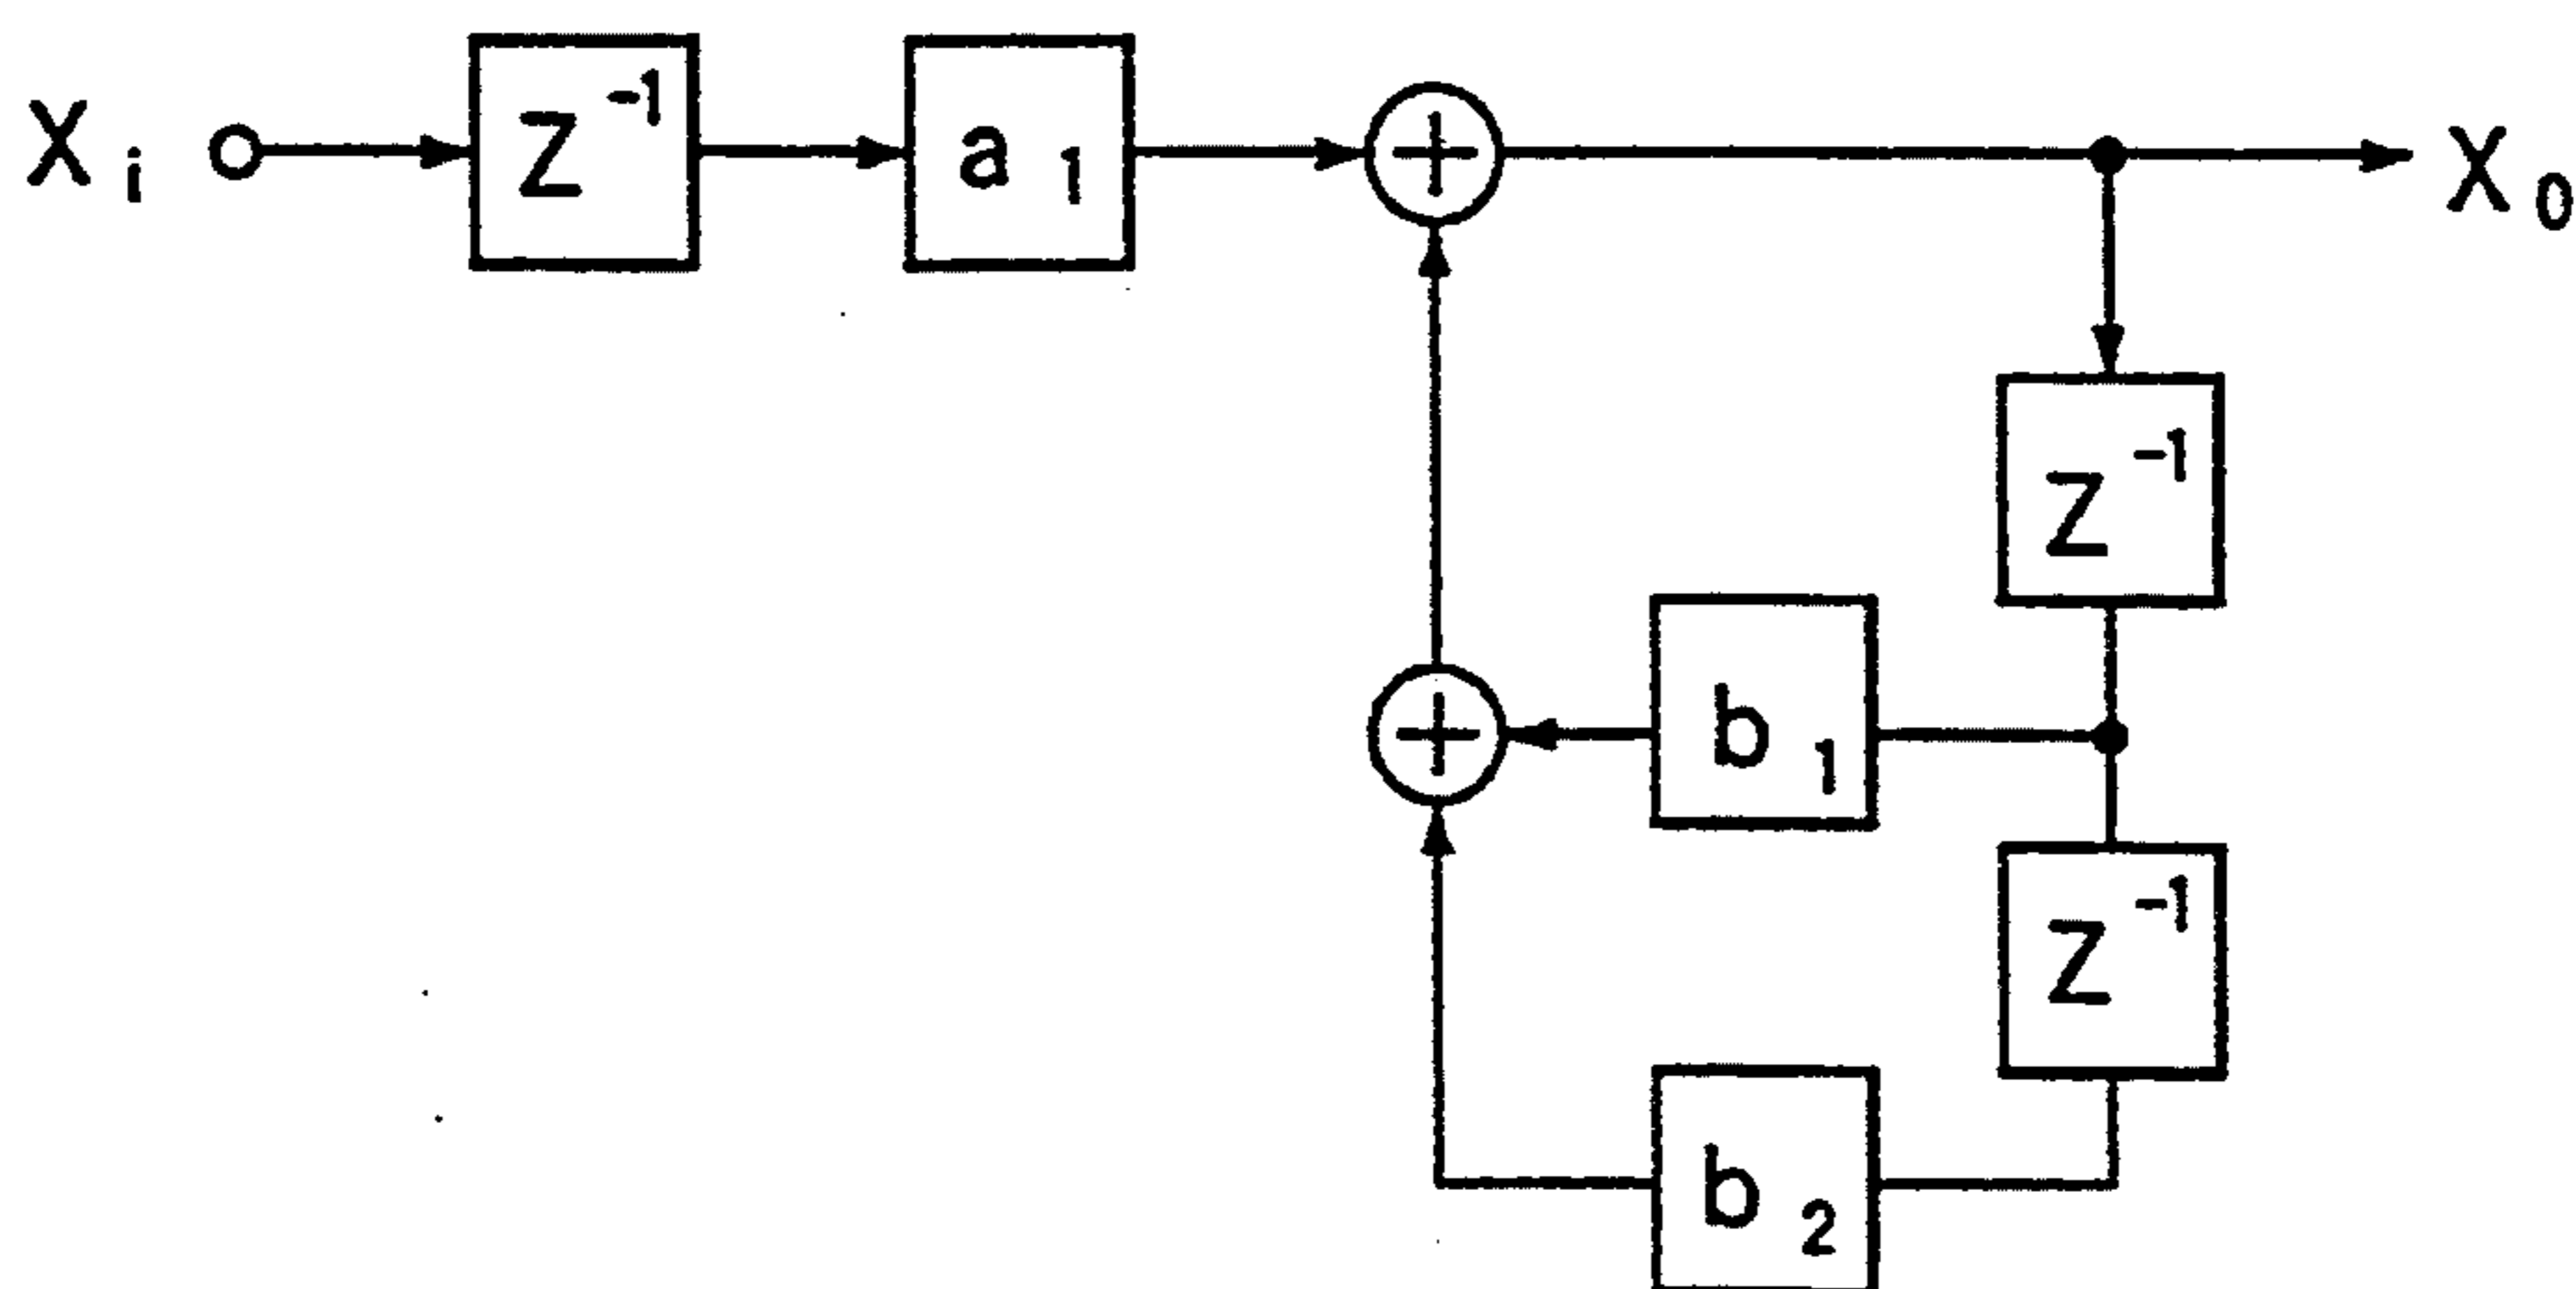 Xi Z⁻¹ a₁ + X₀
Z⁻¹
+ b₁
Z⁻¹
b₂